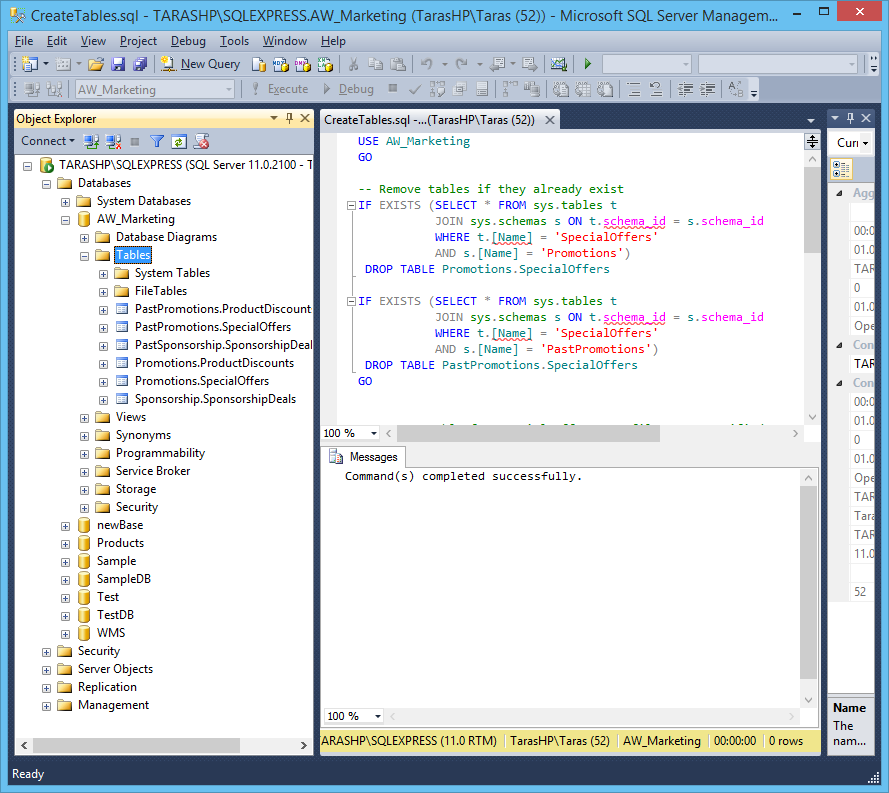 CreateTables.sql - TARASHP\SQLEXPRESS.AW_Marketing (TarasHP\Taras (52)) - Microsoft SQL Server Managem...
File Edit View Project Debug Tools Window Help
New Query
AW_Marketing Execute Debug
Object Explorer
Connect
TARASHP\SQLEXPRESS (SQL Server 11.0.2100 - T
Databases
System Databases
AW_Marketing
Database Diagrams
Tables
System Tables
FileTables
PastPromotions.ProductDiscount
PastPromotions.SpecialOffers
PastSponsorship.SponsorshipDeal
Promotions.ProductDiscounts
Promotions.SpecialOffers
Sponsorship.SponsorshipDeals
Views
Synonyms
Programmability
Service Broker
Storage
Security
newBase
Products
Sample
SampleDB
Test
TestDB
WMS
Security
Server Objects
Replication
Management
CreateTables.sql -...(TarasHP\Taras (52))
USE AW_Marketing
GO
-- Remove tables if they already exist
IF EXISTS (SELECT * FROM sys.tables t
JOIN sys.schemas s ON t.schema_id = s.schema_id
WHERE t.[Name] = 'SpecialOffers'
AND s.[Name] = 'Promotions')
DROP TABLE Promotions.SpecialOffers
IF EXISTS (SELECT * FROM sys.tables t
JOIN sys.schemas s ON t.schema_id = s.schema_id
WHERE t.[Name] = 'SpecialOffers'
AND s.[Name] = 'PastPromotions')
DROP TABLE PastPromotions.SpecialOffers
GO
100 %
Messages
Command(s) completed successfully.
100 %
TARASHP\SQLEXPRESS (11.0 RTM) TarasHP\Taras (52) AW_Marketing 00:00:00 0 rows
Curr
Agg
00:0
01.0
TAR
0
01.0
Ope
Con
TAR
Con
00:0
01.0
0
01.0
Ope
TAR
Tara
TAR
11.0
52
Name
The
nam...
Ready